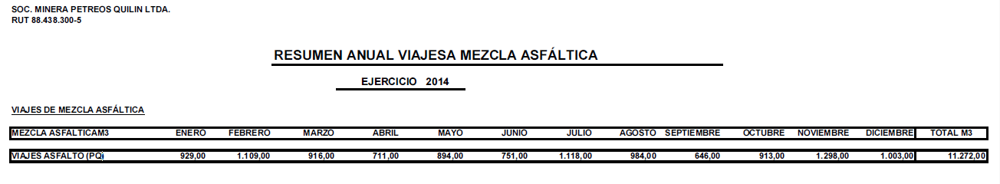 SOC. MINERA PETREOS QUILIN LTDA.
RUT 88.438.300-5
RESUMEN ANUAL VIAJESA MEZCLA ASFÁLTICA
EJERCICIO 2014
VIAJES DE MEZCLA ASFÁLTICA
MEZCLA ASFALTICAM3 ENERO FEBRERO MARZO ABRIL MAYO JUNIO JULIO AGOSTO SEPTIEMBRE OCTUBRE NOVIEMBRE DICIEMBRE TOTAL M3
VIAJES ASFALTO (PQ) 929,00 1.109,00 916,00 711,00 894,00 751,00 1.118,00 984,00 646,00 913,00 1.298,00 1.003,00 11.272,00